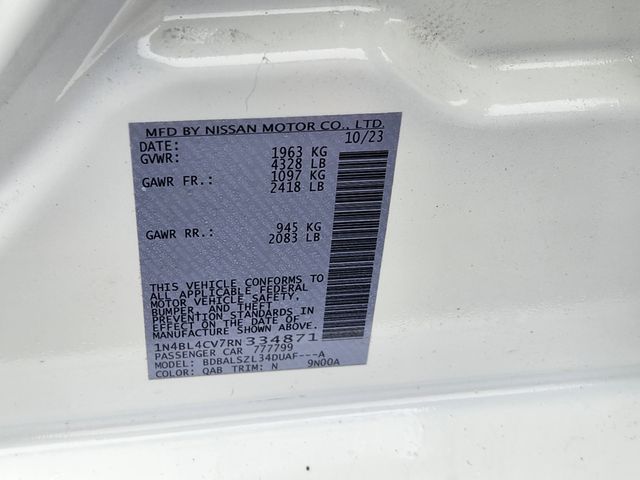 MFD BY NISSAN MOTOR CO., LTD.
DATE: 10/23
GVWR: 1963 KG
4328 LB
GAWR FR.: 1097 KG
2418 LB
GAWR RR.: 945 KG
2083 LB
THIS VEHICLE CONFORMS TO
ALL APPLICABLE FEDERAL
MOTOR VEHICLE SAFETY,
BUMPER, AND THEFT
PREVENTION STANDARDS IN
EFFECT ON THE DATE OF
MANUFACTURE SHOWN ABOVE.
1N4BL4CV7RN334871
PASSENGER CAR 777799
MODEL: BDBALSZL34DUAF---A
COLOR: QAB TRIM: N 9N00A